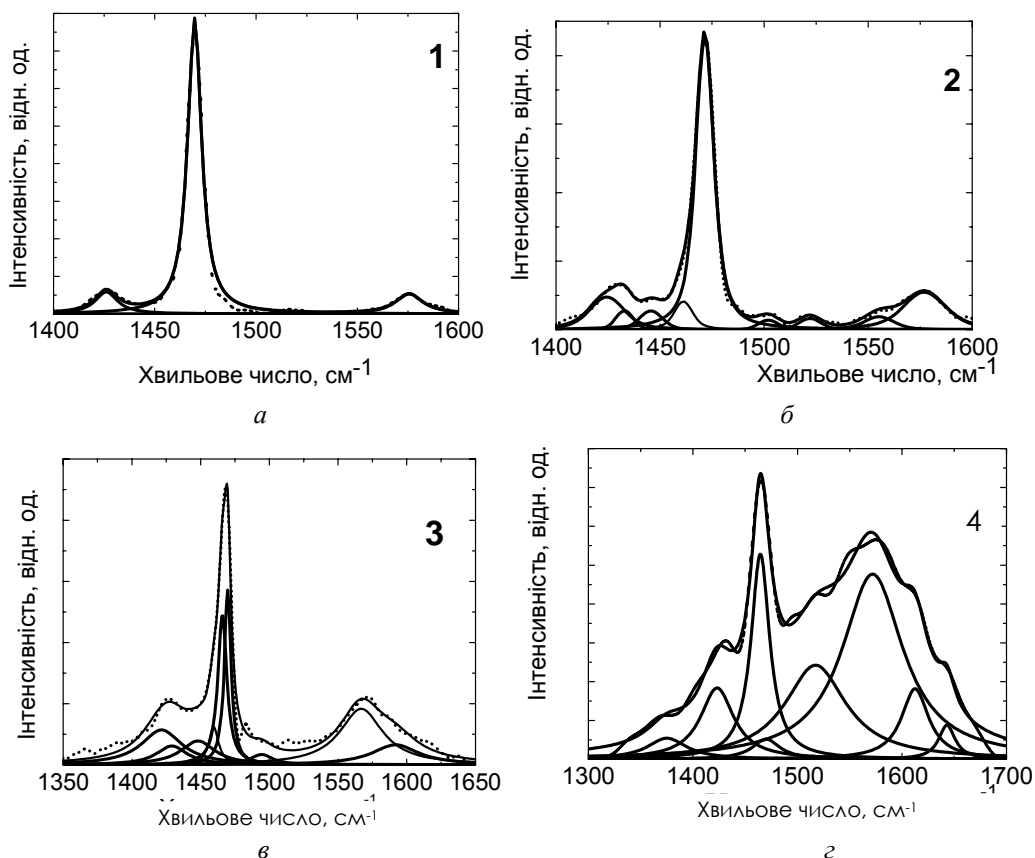 Інтенсивність, відн. од.
1
1400 1450 1500 1550 1600
Хвильове число, см-1
а
Інтенсивність, відн. од.
2
1400 1450 1500 1550 1600
Хвильове число, см-1
б
Інтенсивність, відн. од.
3
1350 1400 1450 1500 1550 1600 1650
Хвильове число, см-1
в
Інтенсивність, відн. од.
4
1300 1400 1500 1600 1700
Хвильове число, см-1
г